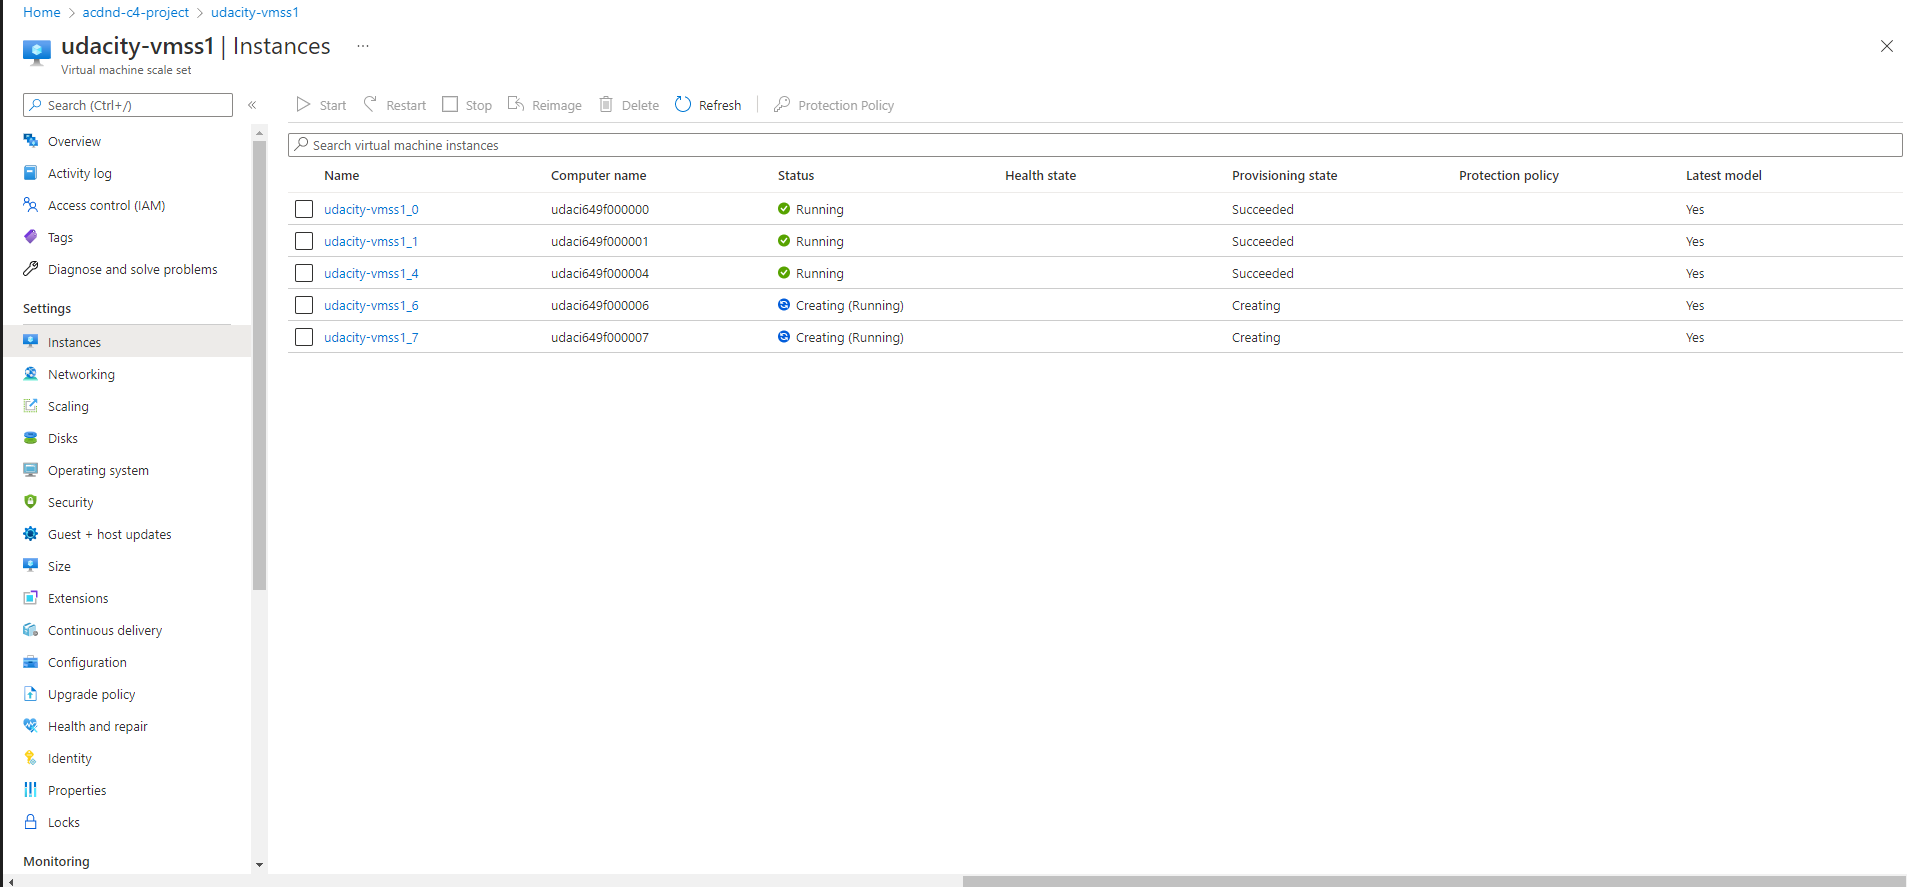 Home > acdnd-c4-project > udacity-vmss1
udacity-vmss1 | Instances ...
Virtual machine scale set
Search (Ctrl+/) «
Start Restart Stop Reimage Delete Refresh Protection Policy
Search virtual machine instances
Overview
Activity log
Access control (IAM)
Tags
Diagnose and solve problems
Settings
Instances
Networking
Scaling
Disks
Operating system
Security
Guest + host updates
Size
Extensions
Continuous delivery
Configuration
Upgrade policy
Health and repair
Identity
Properties
Locks
Monitoring
Name Computer name Status Health state Provisioning state Protection policy Latest model
udacity-vmss1_0 udaci649f000000 Running Succeeded Yes
udacity-vmss1_1 udaci649f000001 Running Succeeded Yes
udacity-vmss1_4 udaci649f000004 Running Succeeded Yes
udacity-vmss1_6 udaci649f000006 Creating (Running) Creating Yes
udacity-vmss1_7 udaci649f000007 Creating (Running) Creating Yes